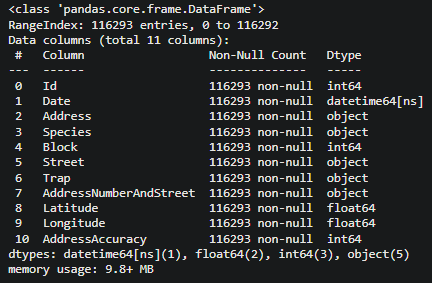 <class 'pandas.core.frame.DataFrame'>
RangeIndex: 116293 entries, 0 to 116292
Data columns (total 11 columns):
 #   Column                  Non-Null Count   Dtype
---  ------                  --------------   -----
 0   Id                      116293 non-null  int64
 1   Date                    116293 non-null  datetime64[ns]
 2   Address                 116293 non-null  object
 3   Species                 116293 non-null  object
 4   Block                   116293 non-null  int64
 5   Street                  116293 non-null  object
 6   Trap                    116293 non-null  object
 7   AddressNumberAndStreet  116293 non-null  object
 8   Latitude                116293 non-null  float64
 9   Longitude               116293 non-null  float64
 10  AddressAccuracy         116293 non-null  int64
dtypes: datetime64[ns](1), float64(2), int64(3), object(5)
memory usage: 9.8+ MB